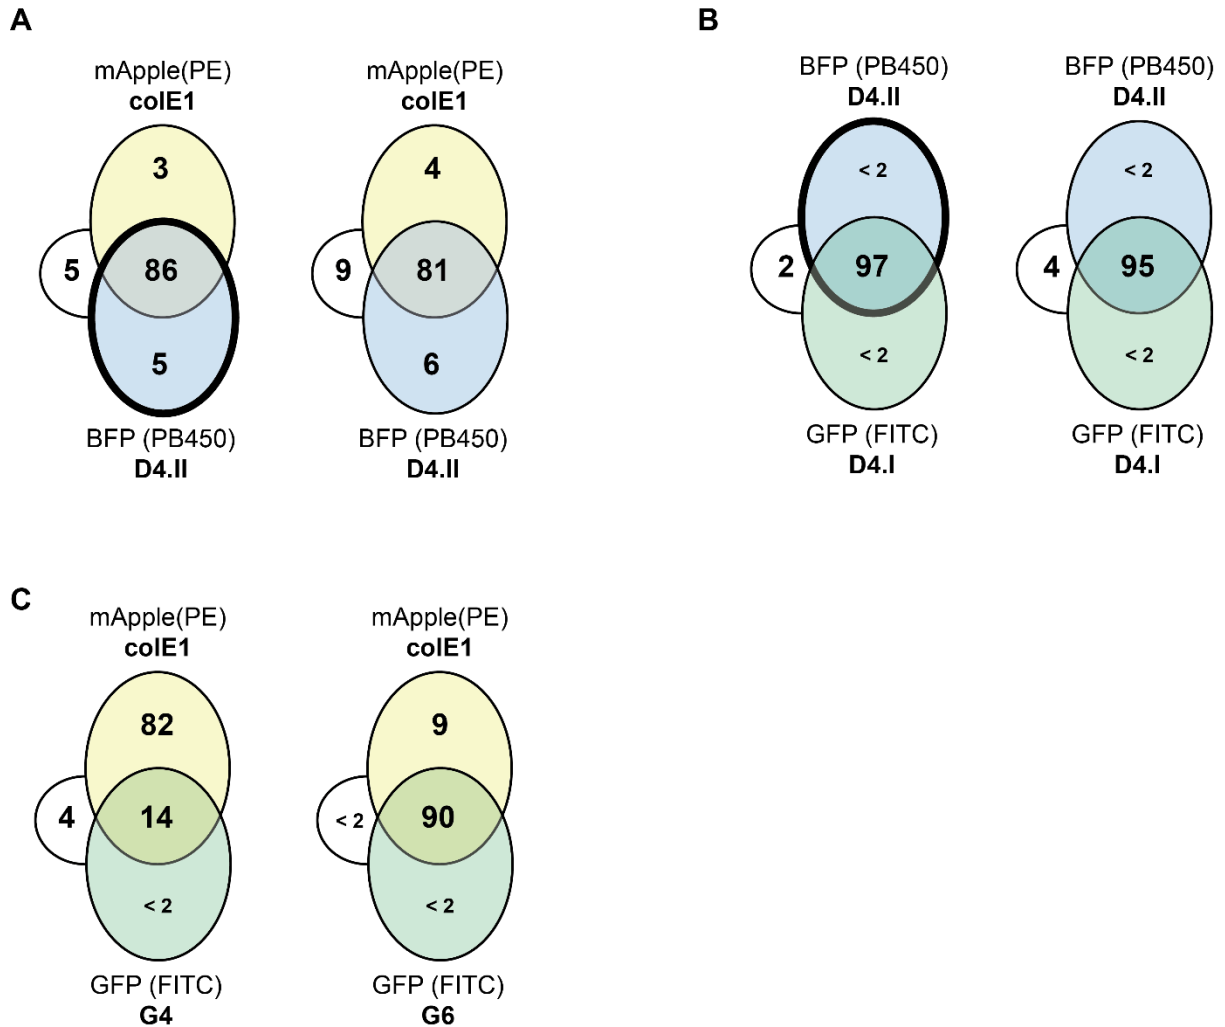 A
mApple(PE)
colE1
3
5
86
5
BFP (PB450)
D4.II
mApple(PE)
colE1
4
9
81
6
BFP (PB450)
D4.II
B
BFP (PB450)
D4.II
< 2
2
97
< 2
GFP (FITC)
D4.I
BFP (PB450)
D4.II
< 2
4
95
< 2
GFP (FITC)
D4.I
C
mApple(PE)
colE1
82
4
14
< 2
GFP (FITC)
G4
mApple(PE)
colE1
9
< 2
90
< 2
GFP (FITC)
G6